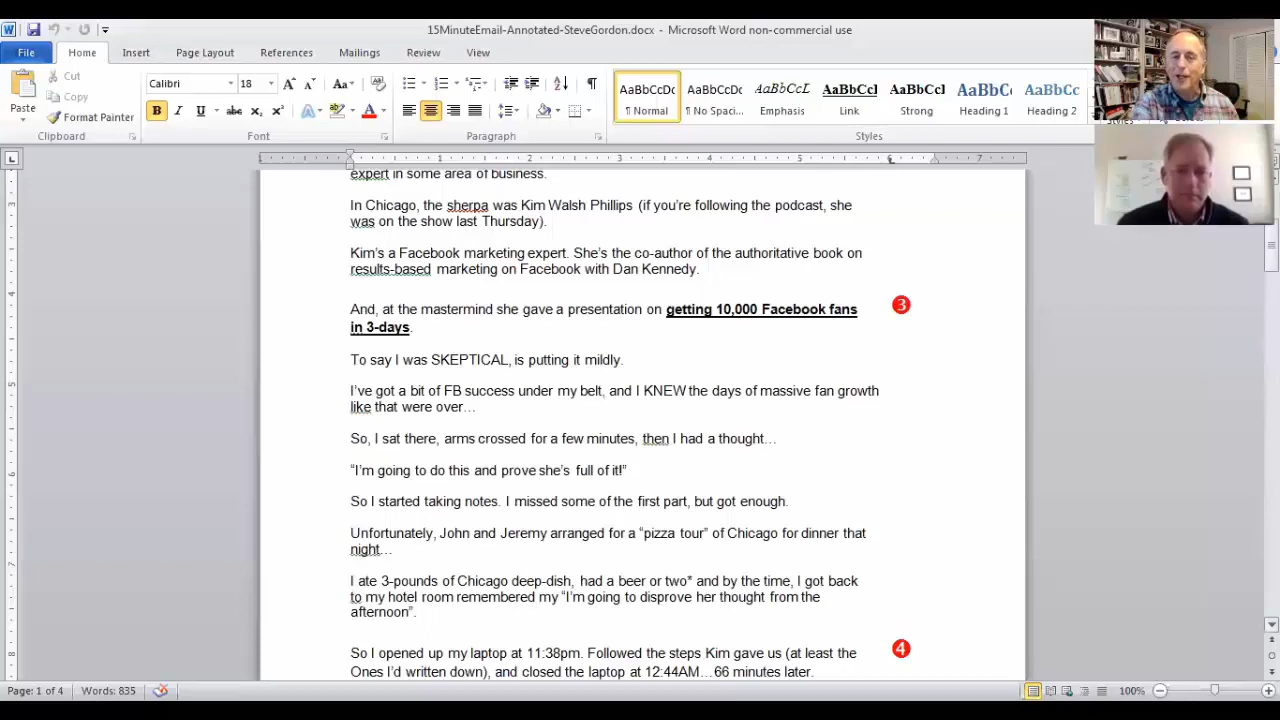 15MinuteEmail-Annotated-SteveGordon.docx - Microsoft Word non-commercial use
File Home Insert Page Layout References Mailings Review View
Cut
Copy
Paste
Format Painter
Clipboard
Calibri 18
Font
Paragraph
AaBbCcDc AaBbCcDc AaBbCcL AaBbCcl AaBbCcl AaBbC AaBbCc
¶ Normal ¶ No Spaci... Emphasis Link Strong Heading 1 Heading 2
Styles
1 1 2 3 4 5 6 7
expert in some area of business.
In Chicago, the sherpa was Kim Walsh Phillips (if you're following the podcast, she
was on the show last Thursday).
Kim's a Facebook marketing expert. She's the co-author of the authoritative book on
results-based marketing on Facebook with Dan Kennedy.
And, at the mastermind she gave a presentation on getting 10,000 Facebook fans 3
in 3-days.
To say I was SKEPTICAL, is putting it mildly.
I've got a bit of FB success under my belt, and I KNEW the days of massive fan growth
like that were over…
So, I sat there, arms crossed for a few minutes, then I had a thought…
“I'm going to do this and prove she's full of it!”
So I started taking notes. I missed some of the first part, but got enough.
Unfortunately, John and Jeremy arranged for a “pizza tour” of Chicago for dinner that
night…
I ate 3-pounds of Chicago deep-dish, had a beer or two* and by the time, I got back
to my hotel room remembered my “I'm going to disprove her thought from the
afternoon”.
So I opened up my laptop at 11:38pm. Followed the steps Kim gave us (at least the 4
Ones I'd written down), and closed the laptop at 12:44AM…66 minutes later.
Page: 1 of 4 Words: 835 100%